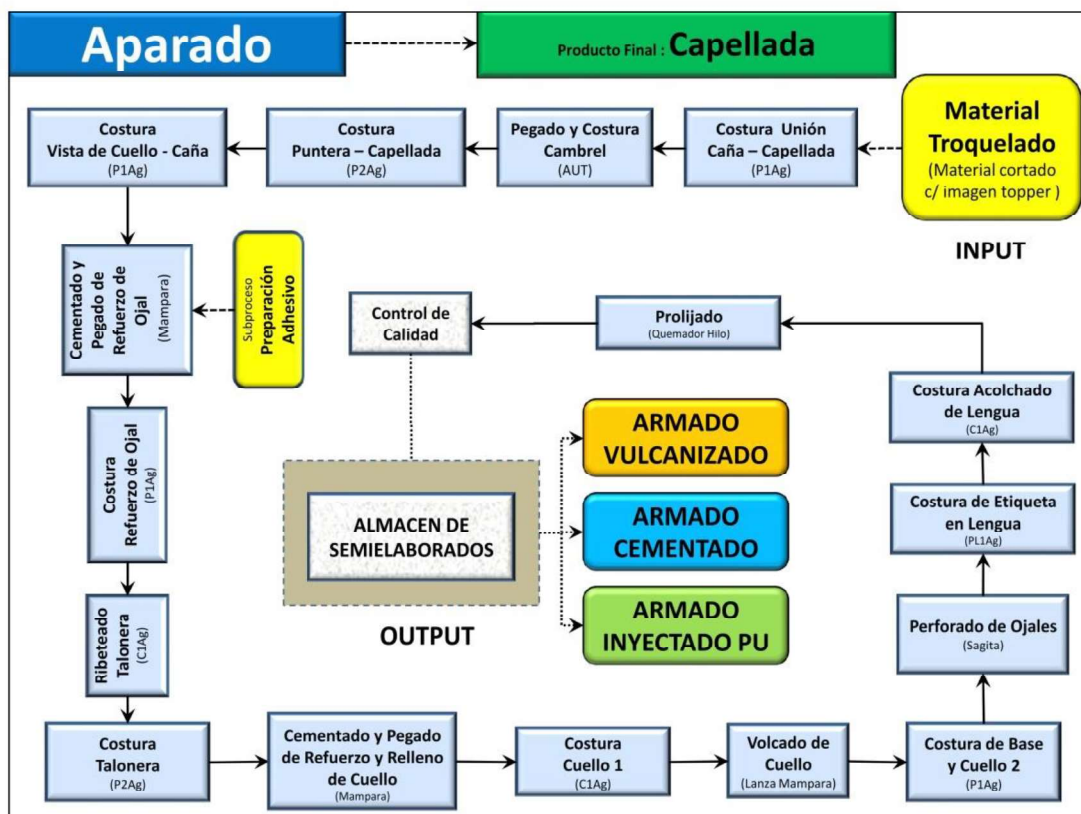 Aparado
Producto Final : Capellada
Material
Troquelado
(Material cortado
c/ imagen topper )
INPUT
Costura Unión
Caña – Capellada
(P1Ag)
Pegado y Costura
Cambrel
(AUT)
Costura
Puntera – Capellada
(P2Ag)
Costura
Vista de Cuello - Caña
(P1Ag)
Cementado y
Pegado de
Refuerzo de
Ojal
(Mampara)
Subproceso
Preparación
Adhesivo
Costura
Refuerzo de Ojal
(P1Ag)
Ribeteado
Talonera
(C1Ag)
Costura
Talonera
(P2Ag)
Cementado y Pegado
de Refuerzo y Relleno
de Cuello
(Mampara)
Costura
Cuello 1
(C1Ag)
Volcado de
Cuello
(Lanza Mampara)
Costura de Base
y Cuello 2
(P1Ag)
Perforado de Ojales
(Sagita)
Costura de Etiqueta
en Lengua
(PL1Ag)
Costura Acolchado
de Lengua
(C1Ag)
Prolijado
(Quemador Hilo)
Control de
Calidad
ALMACEN DE
SEMIELABORADOS
OUTPUT
ARMADO
VULCANIZADO
ARMADO
CEMENTADO
ARMADO
INYECTADO PU